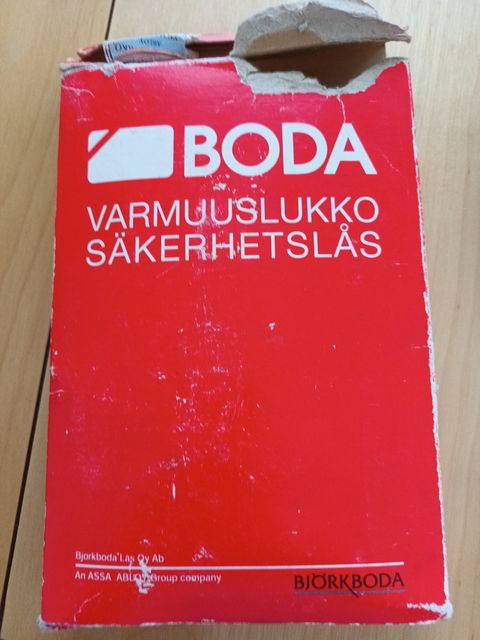 BODA
VARMUUSLUKKO
SÄKERHETSLÅS
Björkboda Lås Oy Ab
An ASSA ABLOY Group company
BJÖRKBODA